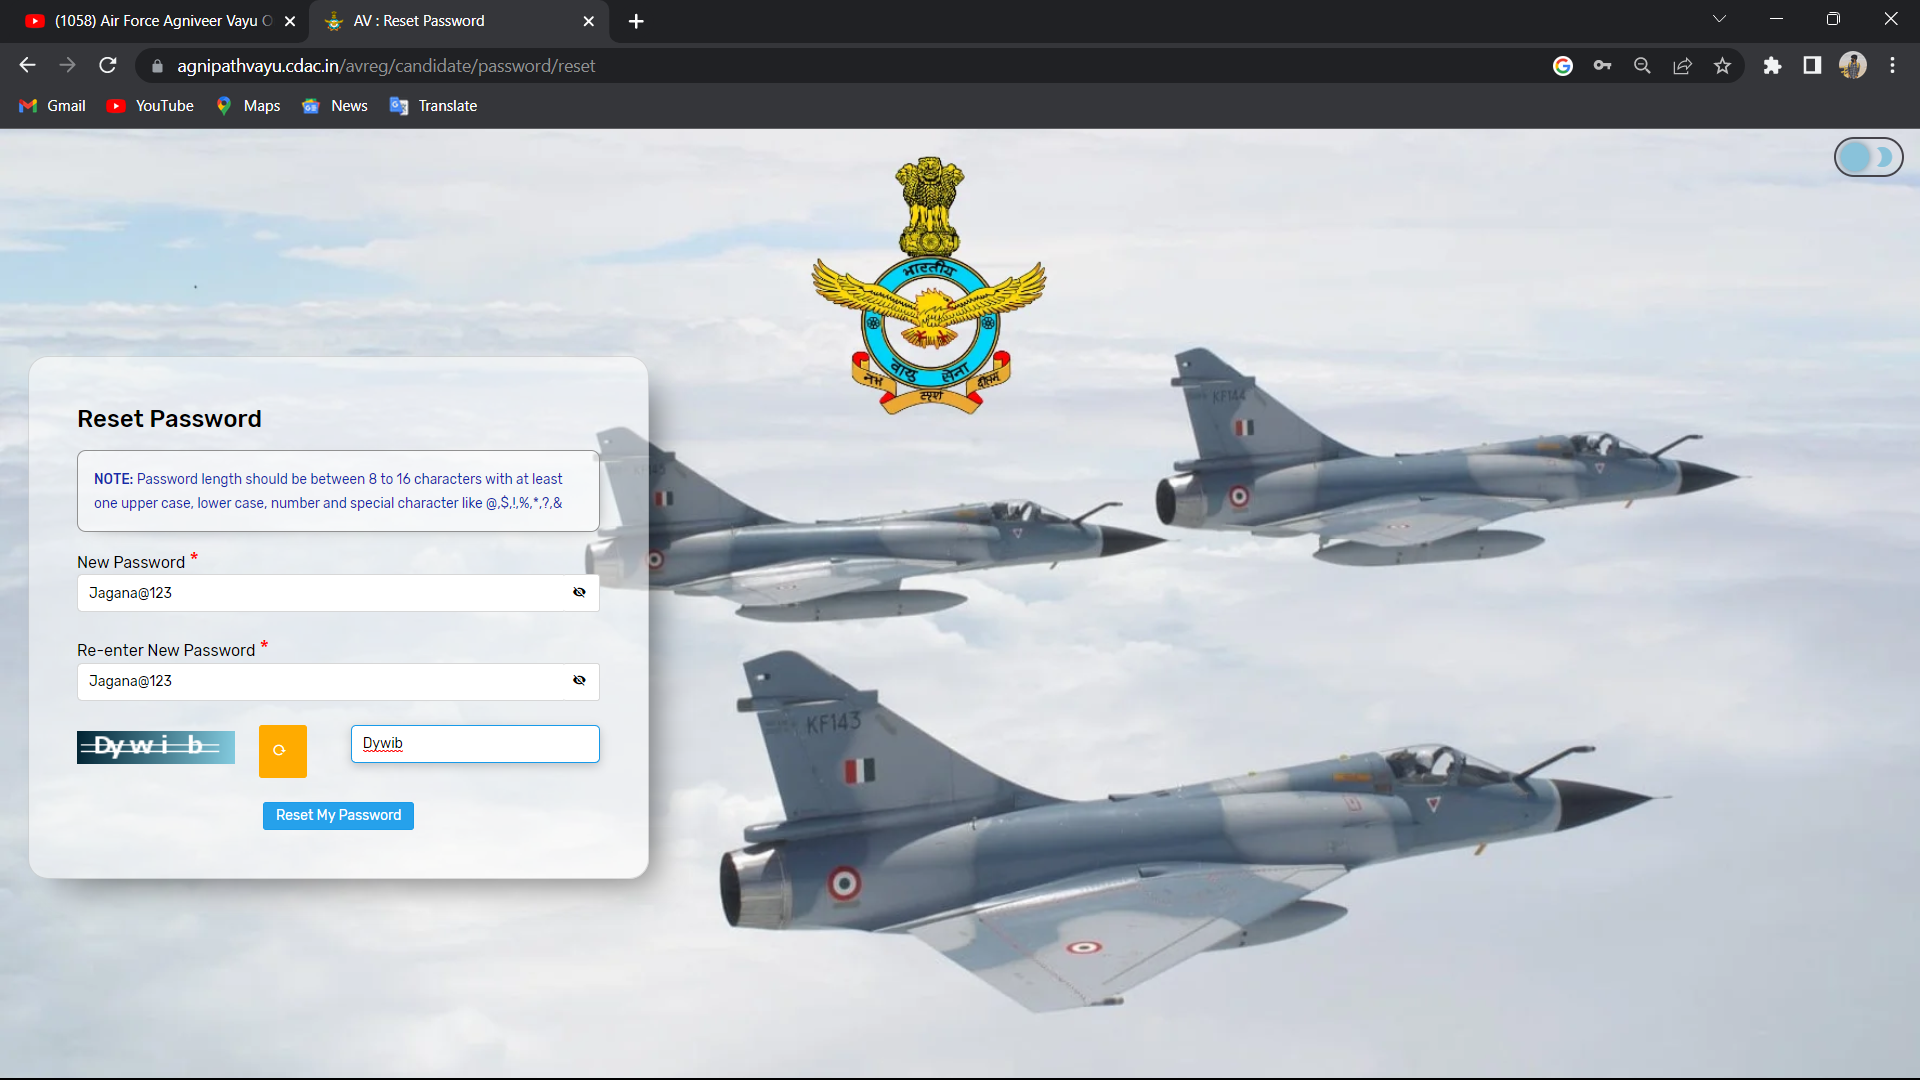 (1058) Air Force Agniveer Vayu
AV : Reset Password
agnipathvayu.cdac.in/avreg/candidate/password/reset
Gmail
YouTube
Maps
News
Translate
भारतीय
वायु सेना
नभः स्पृशं दीप्तम्
Reset Password
NOTE: Password length should be between 8 to 16 characters with at least
one upper case, lower case, number and special character like @,$,!,%,*,?,&
New Password *
Jagana@123
Re-enter New Password *
Jagana@123
Dywib
Dywib
Reset My Password
KF144
KF143